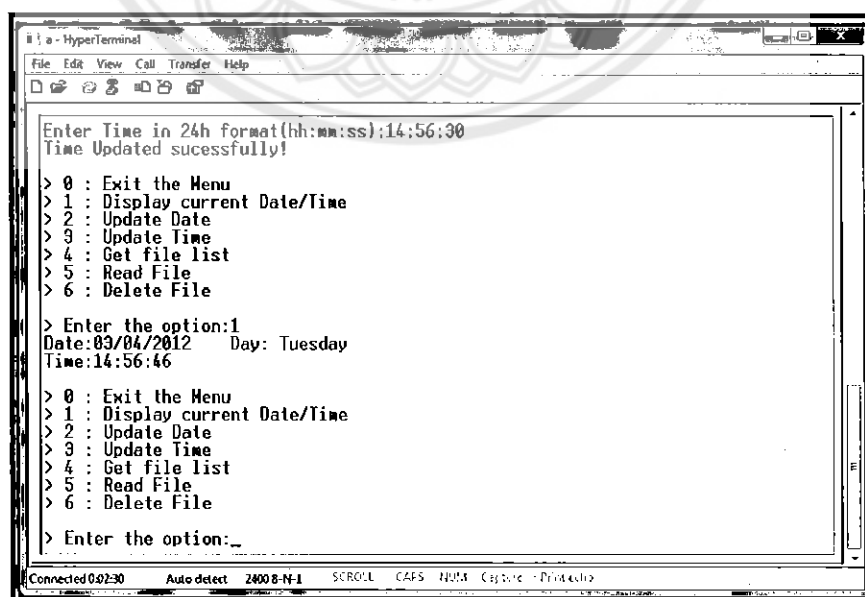 a - HyperTerminal
File Edit View Call Transfer Help
Enter Time in 24h format(hh:mm:ss):14:56:30
Time Updated sucessfully!
> 0 : Exit the Menu
> 1 : Display current Date/Time
> 2 : Update Date
> 3 : Update Time
> 4 : Get file list
> 5 : Read File
> 6 : Delete File
> Enter the option:1
Date:03/04/2012 Day: Tuesday
Time:14:56:46
> 0 : Exit the Menu
> 1 : Display current Date/Time
> 2 : Update Date
> 3 : Update Time
> 4 : Get file list
> 5 : Read File
> 6 : Delete File
> Enter the option:_
Connected 0:02:30 Auto detect 2400 8-N-1 SCROLL CAPS NUM Capture Print echo